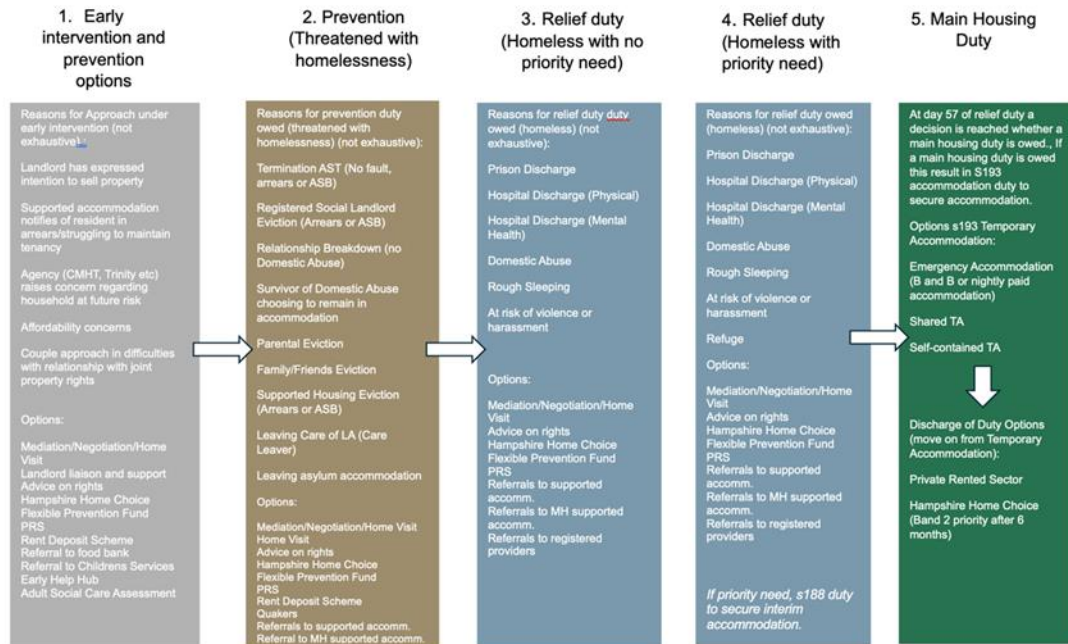 1. Early
intervention and
prevention
options
Reasons for Approach under
early intervention (not
exhaustive):
Landlord has expressed
intention to sell property
Supported accommodation
notifies of resident in
arrears/struggling to maintain
tenancy
Agency (CMHT, Trinity etc)
raises concern regarding
household at future risk
Affordability concerns
Couple approach in difficulties
with relationship with joint
property rights
Options:
Mediation/Negotiation/Home
Visit
Landlord liaison and support
Advice on rights
Hampshire Home Choice
Flexible Prevention Fund
PRS
Rent Deposit Scheme
Referral to food bank
Referral to Childrens Services
Early Help Hub
Adult Social Care Assessment
2. Prevention
(Threatened with
homelessness)
Reasons for prevention duty
owed (threatened with
homelessness) (not exhaustive):
Termination AST (No fault,
arrears or ASB)
Registered Social Landlord
Eviction (Arrears or ASB)
Relationship Breakdown (no
Domestic Abuse)
Survivor of Domestic Abuse
choosing to remain in
accommodation
Parental Eviction
Family/Friends Eviction
Supported Housing Eviction
(Arrears or ASB)
Leaving Care of LA (Care
Leaver)
Leaving asylum accommodation
Options:
Mediation/Negotiation/Home Visit
Home Visit
Advice on rights
Hampshire Home Choice
Flexible Prevention Fund
PRS
Rent Deposit Scheme
Quakers
Referrals to supported accomm.
Referral to MH supported accomm.
3. Relief duty
(Homeless with no
priority need)
Reasons for relief duty duty
owed (homeless) (not
exhaustive):
Prison Discharge
Hospital Discharge (Physical)
Hospital Discharge (Mental
Health)
Domestic Abuse
Rough Sleeping
At risk of violence or
harassment
Options:
Mediation/Negotiation/Home
Visit
Advice on rights
Hampshire Home Choice
Flexible Prevention Fund
PRS
Referrals to supported
accomm.
Referrals to MH supported
accomm.
Referrals to registered
providers
4. Relief duty
(Homeless with
priority need)
Reasons for relief duty owed
(homeless) (not exhaustive):
Prison Discharge
Hospital Discharge (Physical)
Hospital Discharge (Mental
Health)
Domestic Abuse
Rough Sleeping
At risk of violence or
harassment
Refuge
Options:
Mediation/Negotiation/Home
Visit
Advice on rights
Hampshire Home Choice
Flexible Prevention Fund
PRS
Referrals to supported
accomm.
Referrals to MH supported
accomm.
Referrals to registered
providers
If priority need, s188 duty
to secure interim
accommodation.
5. Main Housing
Duty
At day 57 of relief duty a
decision is reached whether a
main housing duty is owed., If
a main housing duty is owed
this result in S193
accommodation duty to
secure accommodation.
Options s193 Temporary
Accommodation:
Emergency Accommodation
(B and B or nightly paid
accommodation)
Shared TA
Self-contained TA
Discharge of Duty Options
(move on from Temporary
Accommodation):
Private Rented Sector
Hampshire Home Choice
(Band 2 priority after 6
months)